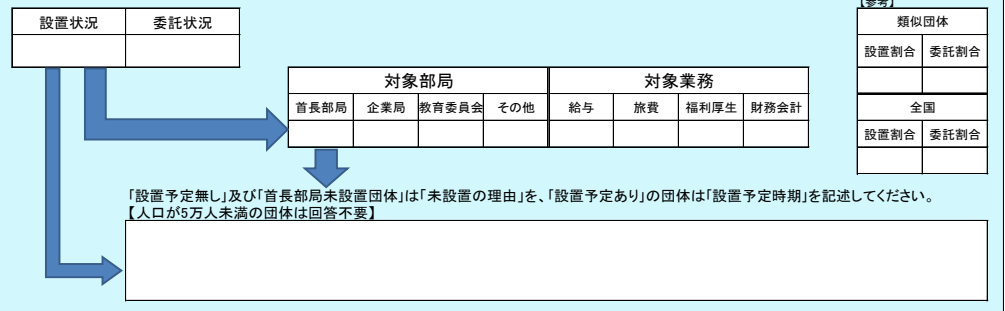 【参考】
設置状況 委託状況
類似団体
設置割合 委託割合
対象部局 対象業務
首長部局 企業局 教育委員会 その他 給与 旅費 福利厚生 財務会計
全国
設置割合 委託割合
「設置予定無し」及び「首長部局未設置団体」は「未設置の理由」を、「設置予定あり」の団体は「設置予定時期」を記述してください。
【人口が5万人未満の団体は回答不要】